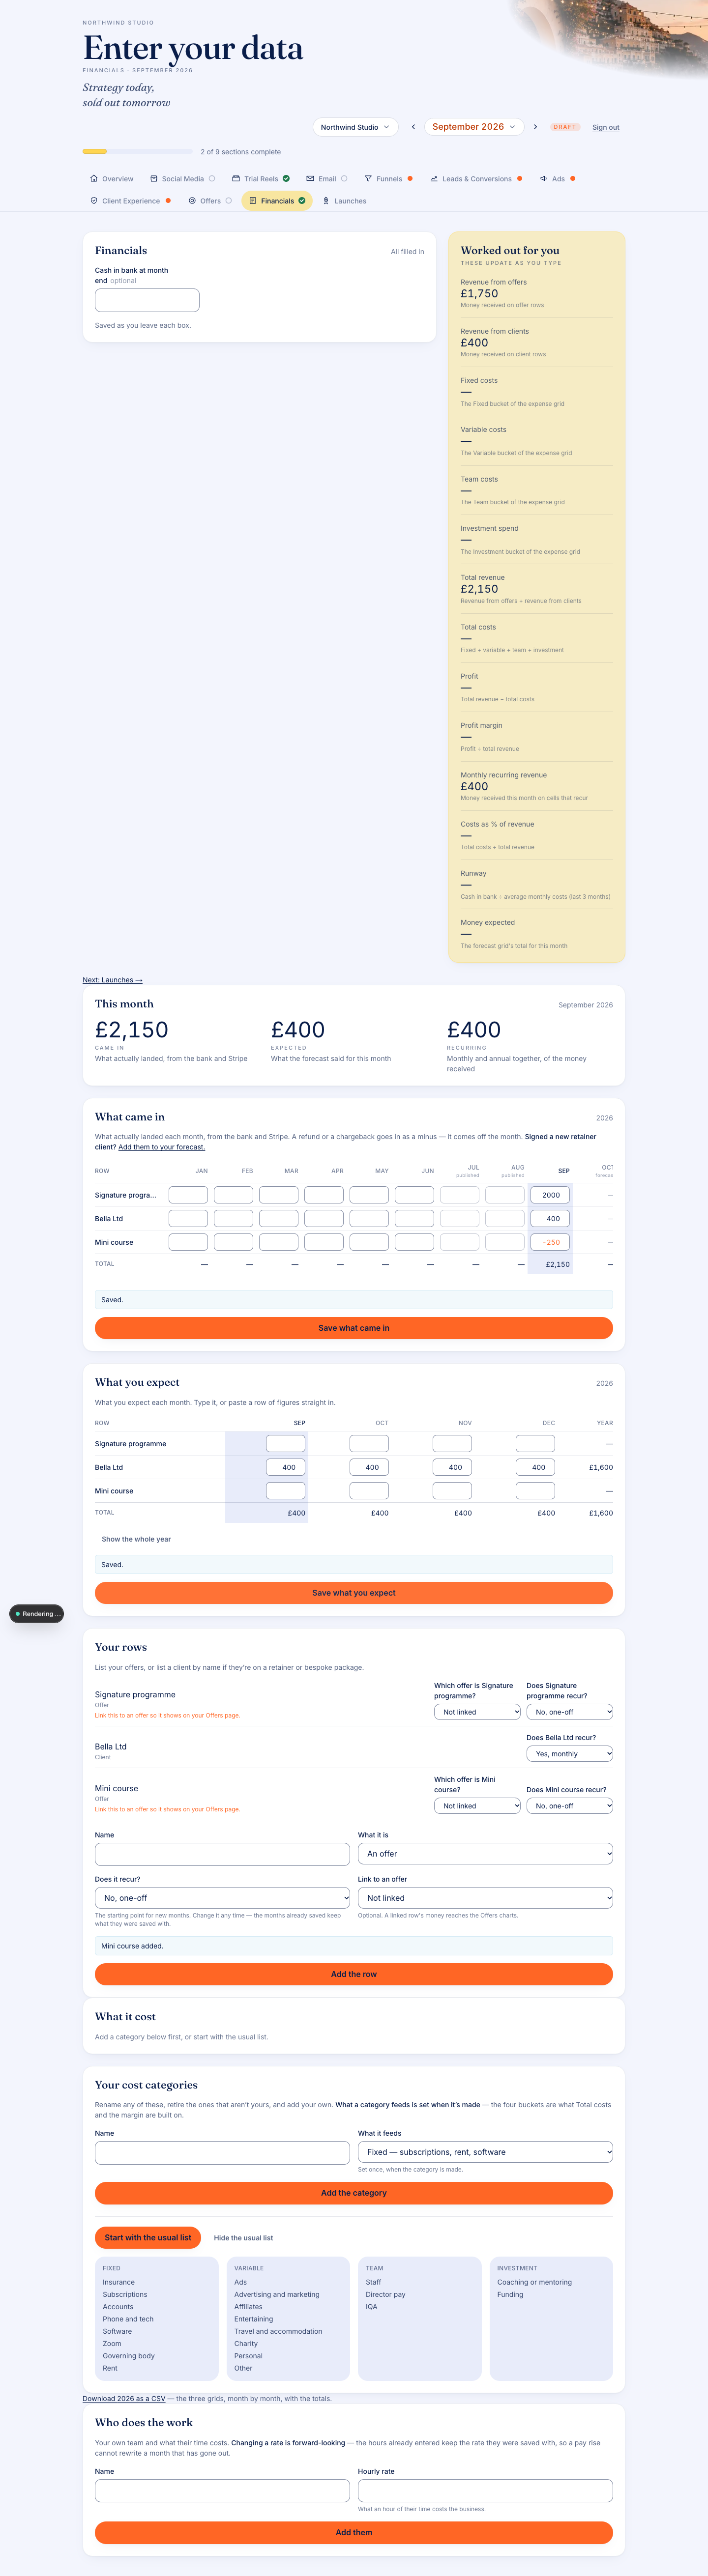 NORTHWIND STUDIO
Enter your data
FINANCIALS · SEPTEMBER 2026
Strategy today,
sold out tomorrow
Northwind Studio
September 2026
DRAFT
Sign out
2 of 9 sections complete
Overview
Social Media
Trial Reels
Email
Funnels
Leads & Conversions
Ads
Client Experience
Offers
Financials
Launches
Financials
All filled in
Cash in bank at month
end optional
Saved as you leave each box.
Worked out for you
THESE UPDATE AS YOU TYPE
Revenue from offers
£1,750
Money received on offer rows
Revenue from clients
£400
Money received on client rows
Fixed costs
—
The Fixed bucket of the expense grid
Variable costs
—
The Variable bucket of the expense grid
Team costs
—
The Team bucket of the expense grid
Investment spend
—
The Investment bucket of the expense grid
Total revenue
£2,150
Revenue from offers + revenue from clients
Total costs
—
Fixed + variable + team + investment
Profit
—
Total revenue − total costs
Profit margin
—
Profit ÷ total revenue
Monthly recurring revenue
£400
Money received this month on cells that recur
Costs as % of revenue
—
Total costs ÷ total revenue
Runway
—
Cash in bank ÷ average monthly costs (last 3 months)
Money expected
—
The forecast grid's total for this month
Next: Launches →
This month
September 2026
£2,150
CAME IN
What actually landed, from the bank and Stripe
£400
EXPECTED
What the forecast said for this month
£400
RECURRING
Monthly and annual together, of the money
received
What came in
2026
What actually landed each month, from the bank and Stripe. A refund or a chargeback goes in as a minus — it comes off the month. Signed a new retainer
client? Add them to your forecast.
ROW JAN FEB MAR APR MAY JUN JUL published AUG published SEP OCT forecas
Signature progra... 2000 —
Bella Ltd 400 —
Mini course -250 —
TOTAL — — — — — — — — £2,150 —
Saved.
Save what came in
What you expect
2026
What you expect each month. Type it, or paste a row of figures straight in.
ROW SEP OCT NOV DEC YEAR
Signature programme —
Bella Ltd 400 400 400 400 £1,600
Mini course —
TOTAL £400 £400 £400 £400 £1,600
Show the whole year
Saved.
Save what you expect
Rendering ...
Your rows
List your offers, or list a client by name if they're on a retainer or bespoke package.
Signature programme
Offer
Link this to an offer so it shows on your Offers page.
Which offer is Signature
programme?
Not linked
Does Signature
programme recur?
No, one-off
Bella Ltd
Client
Does Bella Ltd recur?
Yes, monthly
Mini course
Offer
Link this to an offer so it shows on your Offers page.
Which offer is Mini
course?
Not linked
Does Mini course recur?
No, one-off
Name
What it is
An offer
Does it recur?
No, one-off
The starting point for new months. Change it any time — the months already saved keep
what they were saved with.
Link to an offer
Not linked
Optional. A linked row's money reaches the Offers charts.
Mini course added.
Add the row
What it cost
Add a category below first, or start with the usual list.
Your cost categories
Rename any of these, retire the ones that aren't yours, and add your own. What a category feeds is set when it's made — the four buckets are what Total costs
and the margin are built on.
Name
What it feeds
Fixed — subscriptions, rent, software
Set once, when the category is made.
Add the category
Start with the usual list
Hide the usual list
FIXED
Insurance
Subscriptions
Accounts
Phone and tech
Software
Zoom
Governing body
Rent
VARIABLE
Ads
Advertising and marketing
Affiliates
Entertaining
Travel and accommodation
Charity
Personal
Other
TEAM
Staff
Director pay
IQA
INVESTMENT
Coaching or mentoring
Funding
Download 2026 as a CSV — the three grids, month by month, with the totals.
Who does the work
Your own team and what their time costs. Changing a rate is forward-looking — the hours already entered keep the rate they were saved with, so a pay rise
cannot rewrite a month that has gone out.
Name
Hourly rate
What an hour of their time costs the business.
Add them